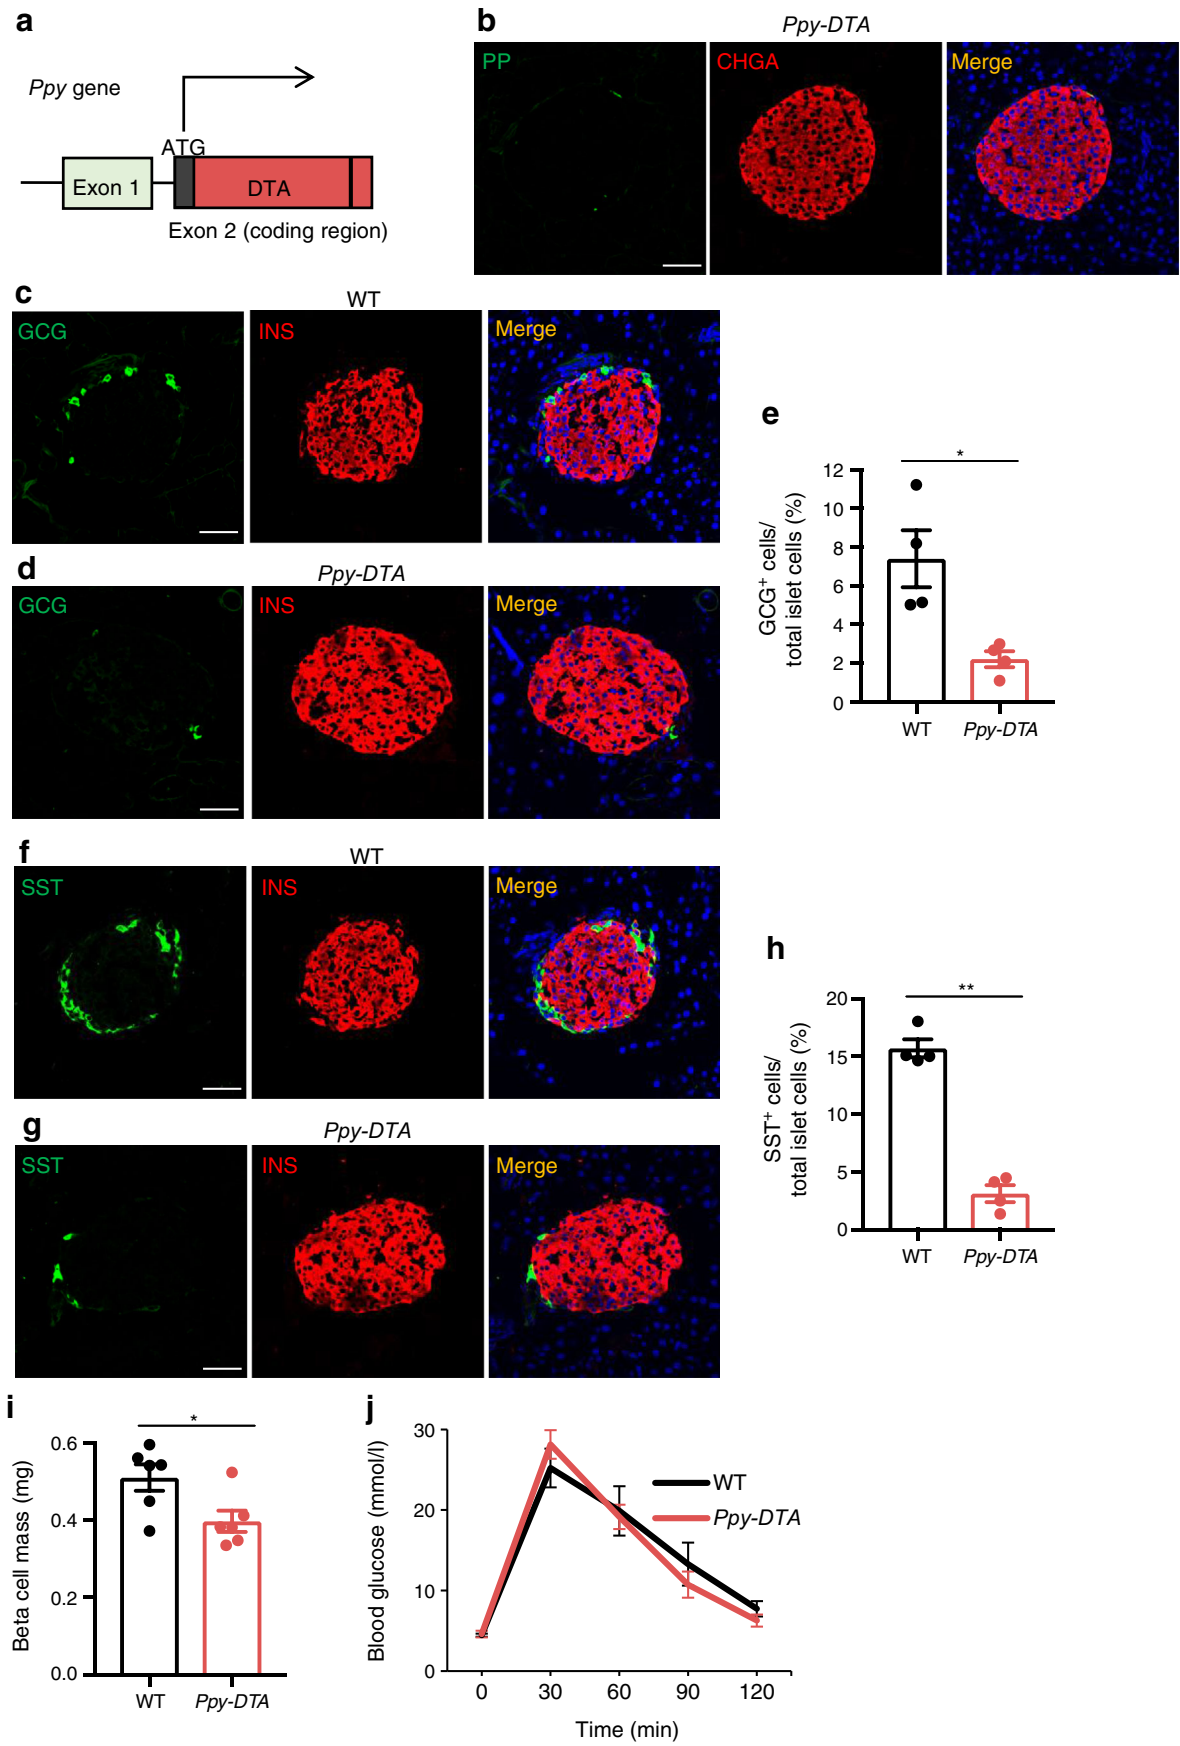 a
Ppy gene
ATG
Exon 1
DTA
Exon 2 (coding region)
b
Ppy-DTA
PP
CHGA
Merge
c
WT
GCG
INS
Merge
d
Ppy-DTA
GCG
INS
Merge
e
*
GCG+ cells/
total islet cells (%)
12
10
8
6
4
2
0
WT
Ppy-DTA
f
WT
SST
INS
Merge
g
Ppy-DTA
SST
INS
Merge
h
**
SST+ cells/
total islet cells (%)
20
15
10
5
0
WT
Ppy-DTA
i
*
Beta cell mass (mg)
0.6
0.4
0.2
0.0
WT
Ppy-DTA
j
Blood glucose (mmol/l)
30
20
10
0
WT
Ppy-DTA
0
30
60
90
120
Time (min)